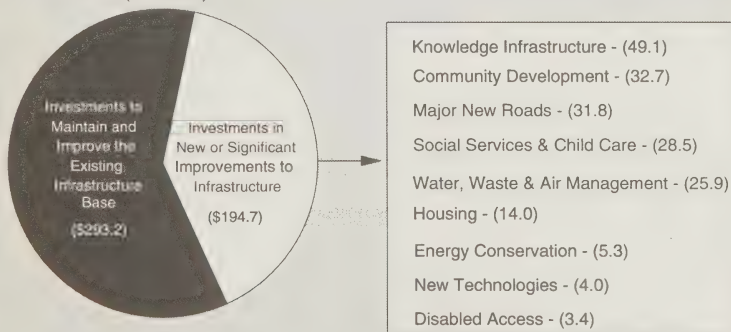 Investments to
Maintain and
Improve the
Existing
Infrastructure
Base
($293.2)
Investments in
New or Significant
Improvements to
Infrastructure
($194.7)
Knowledge Infrastructure - (49.1)
Community Development - (32.7)
Major New Roads - (31.8)
Social Services & Child Care - (28.5)
Water, Waste & Air Management - (25.9)
Housing - (14.0)
Energy Conservation - (5.3)
New Technologies - (4.0)
Disabled Access - (3.4)